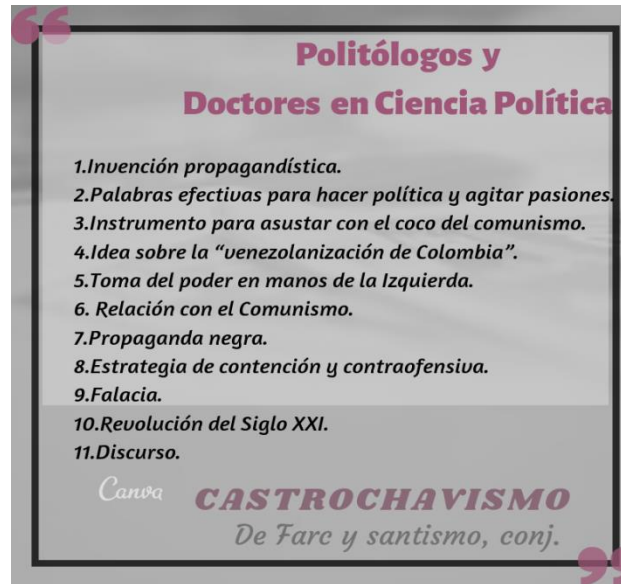 Politólogos y
Doctores en Ciencia Política
1.Invención propagandística.
2.Palabras efectivas para hacer política y agitar pasiones.
3.Instrumento para asustar con el coco del comunismo.
4.Idea sobre la “venezolanización de Colombia”.
5.Toma del poder en manos de la Izquierda.
6. Relación con el Comunismo.
7.Propaganda negra.
8.Estrategia de contención y contraofensiva.
9.Falacia.
10.Revolución del Siglo XXI.
11.Discurso.
Canva
CASTROCHAVISMO
De Farc y santismo, conj.